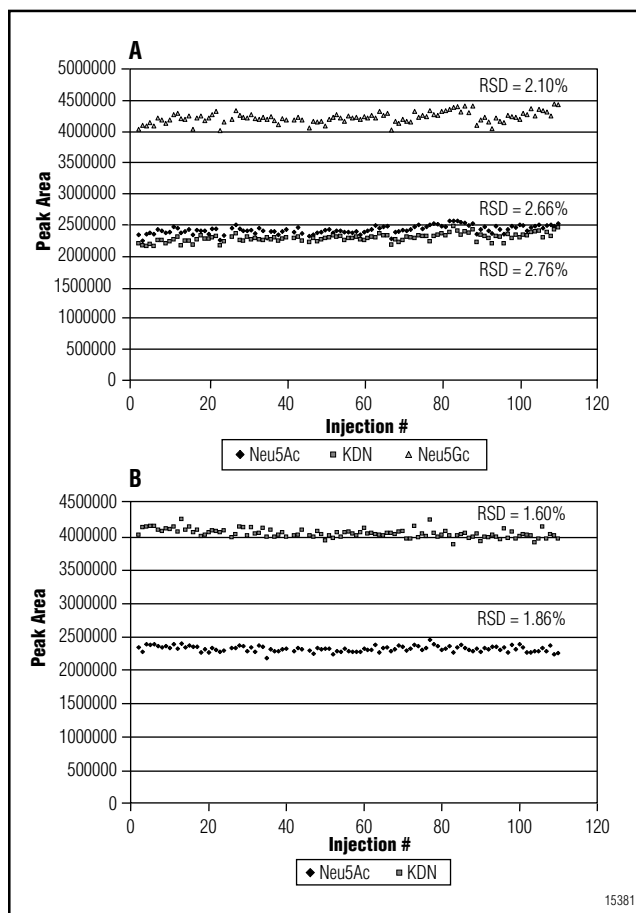 A
5000000
4500000
4000000
3500000
3000000
2500000
2000000
1500000
1000000
500000
0
Peak Area
RSD = 2.10%
RSD = 2.66%
RSD = 2.76%
0 20 40 60 80 100 120
Injection #
Neu5Ac KDN Neu5Gc
B
4500000
4000000
3500000
3000000
2500000
2000000
1500000
1000000
500000
0
Peak Area
RSD = 1.60%
RSD = 1.86%
0 20 40 60 80 100 120
Injection #
Neu5Ac KDN
15381